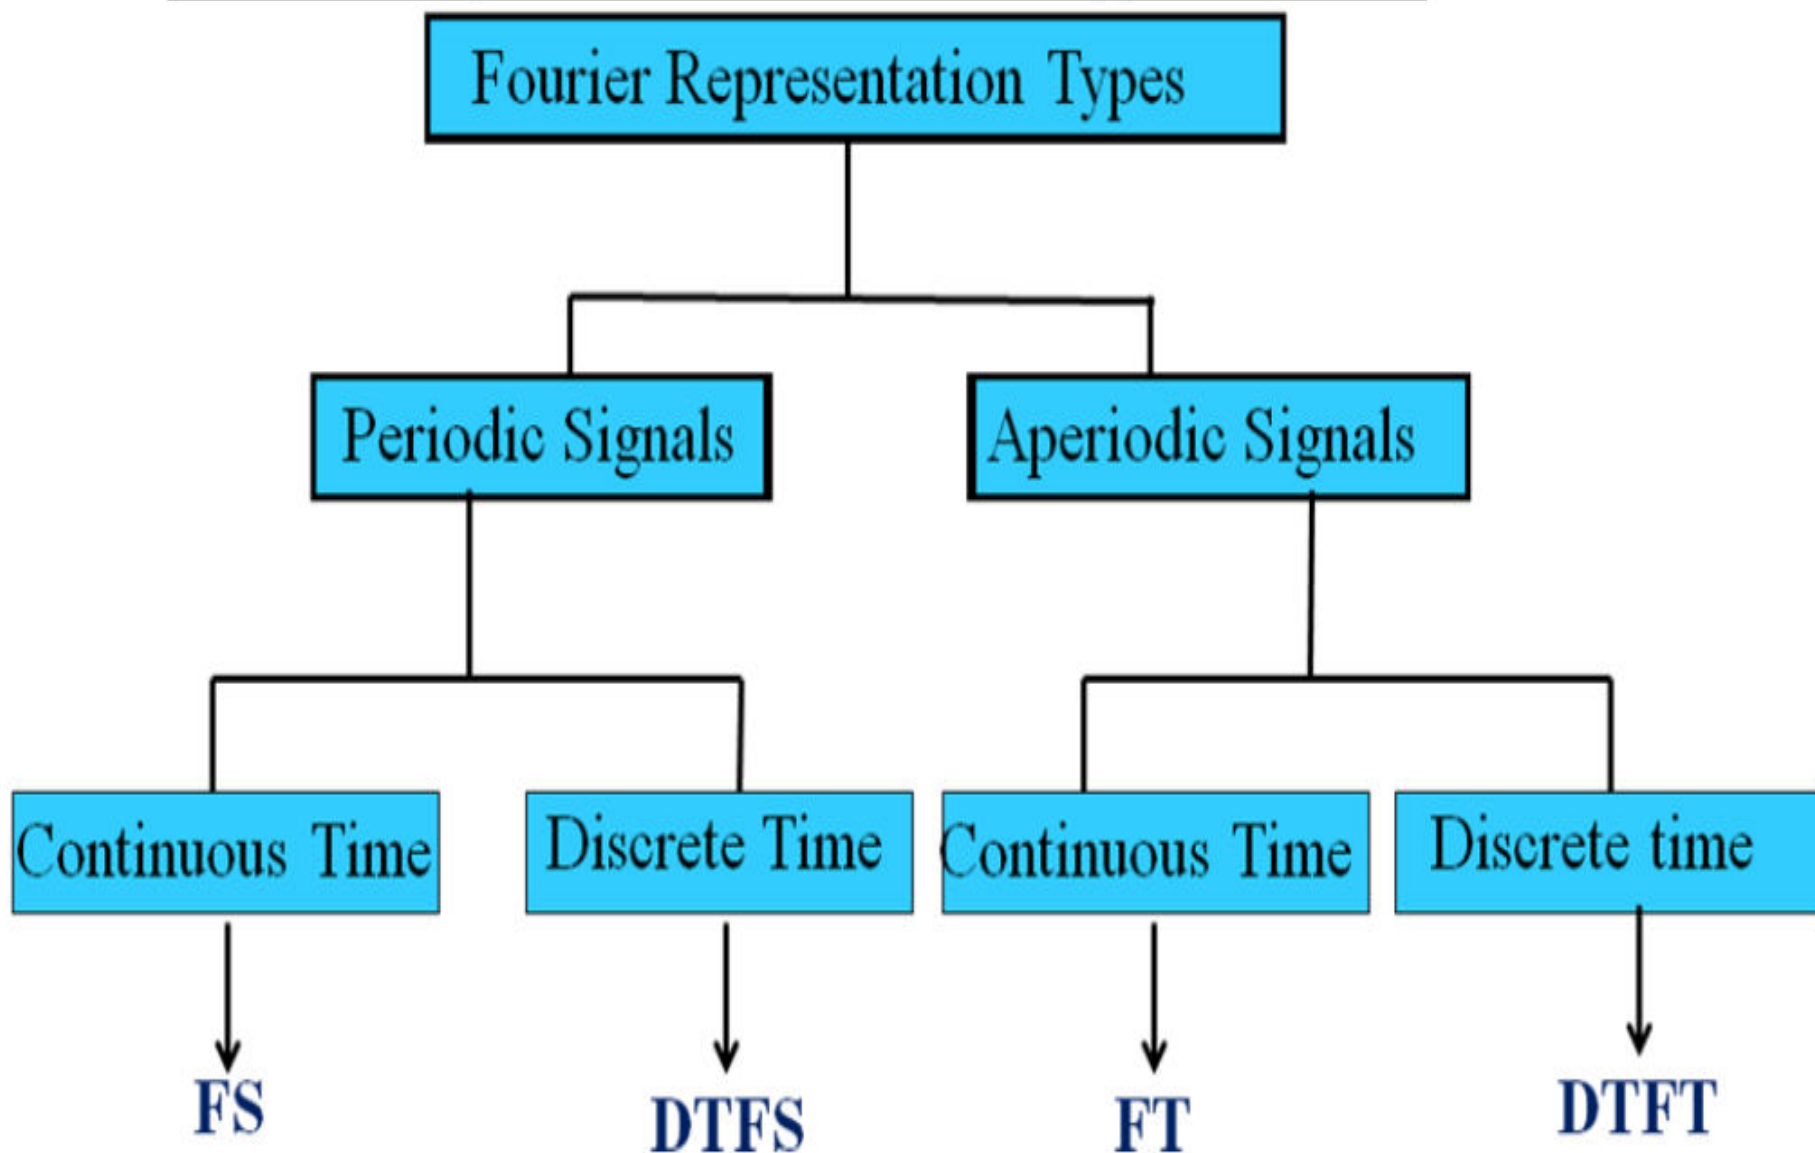 Fourier Representation Types
Periodic Signals
Aperiodic Signals
Continuous Time
Discrete Time
Continuous Time
Discrete time
FS
DTFS
FT
DTFT